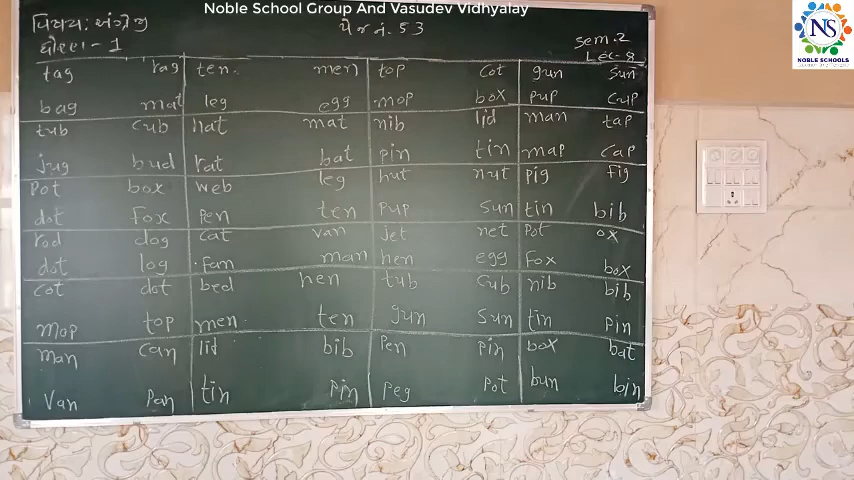 Noble School Group And Vasudev Vidhyalay
વિષય: અંગ્રેજી પેજ નં. 53 Sem. 2
ધોરણ - 1 Lec-8
NS
NOBLE SCHOOLS
tag rag ten men top Cot gun Sun
bag mat leg egg mop box pup Cup
tub Cub hat mat nib lid man tap
jug bud rat bat pin tin map Cap
Pot box web leg hut nut pig fig
dot Fox Pen ten Pup Sun tin bib
rod dog Cat Van jet net Pot ox
dot log fan man hen egg Fox box
Cot dot bed hen tub Cub nib bib
Mop top men ten gun Sun tin Pin
man Can lid bib Pen Pin box bat
Van Pan tin Pin Peg Pot bun bin